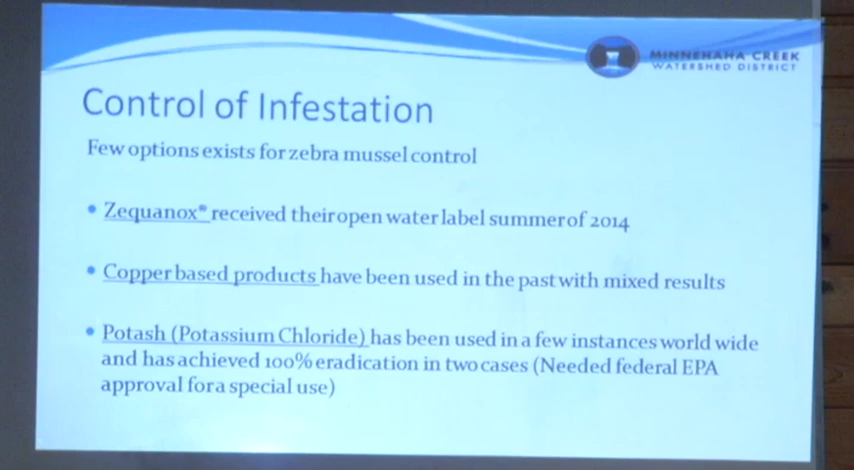 MINNEHAHA CREEK
WATERSHED DISTRICT
Control of Infestation
Few options exists for zebra mussel control
• Zequanox® received their open water label summer of 2014
• Copper based products have been used in the past with mixed results
• Potash (Potassium Chloride) has been used in a few instances world wide
and has achieved 100% eradication in two cases (Needed federal EPA
approval for a special use)